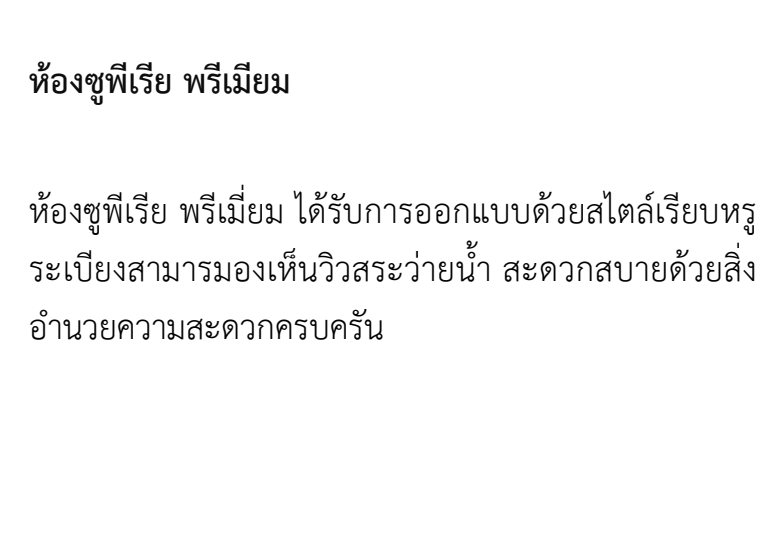 ห้องซูพีเรีย พรีเมียม
ห้องซูพีเรีย พรีเมี่ยม ได้รับการออกแบบด้วยสไตล์เรียบหรู
ระเบียงสามารมองเห็นวิวสระว่ายน้ำ สะดวกสบายด้วยสิ่ง
อำนวยความสะดวกครบครัน